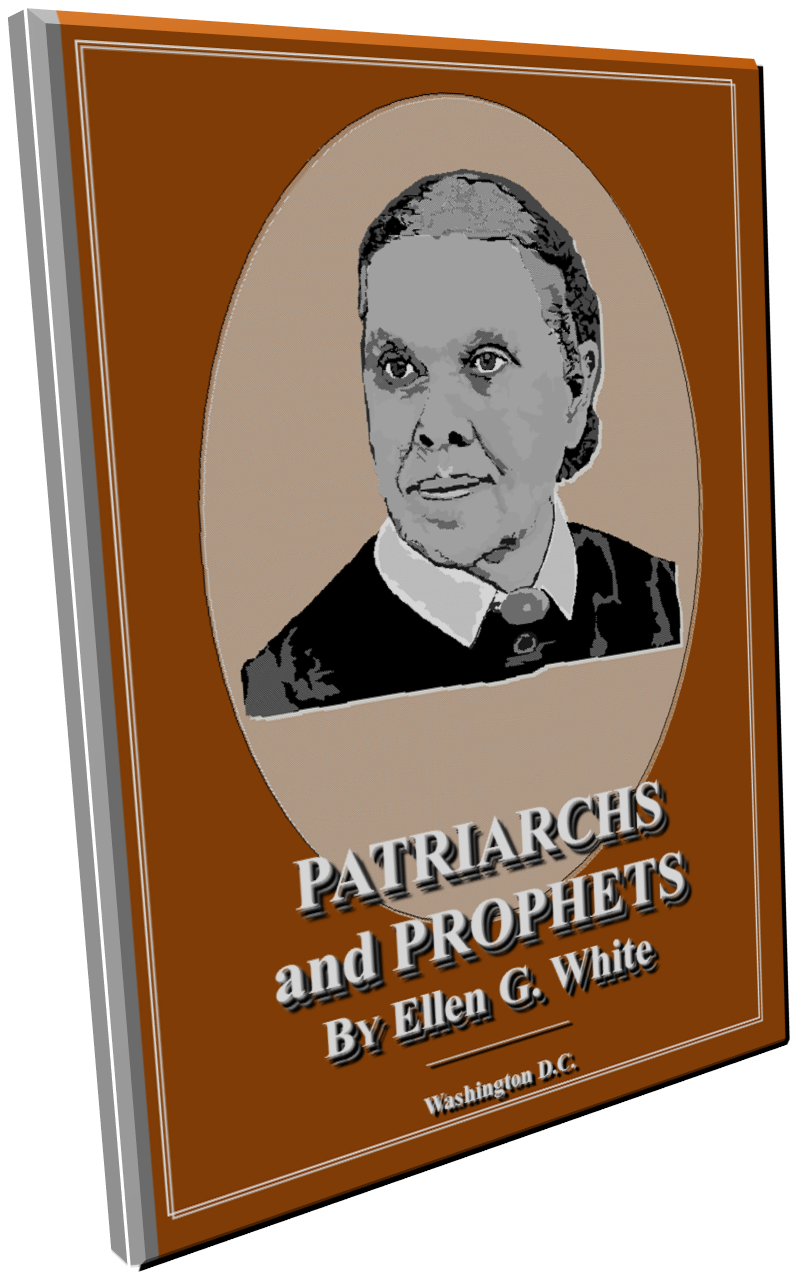 PATRIARCHS
and PROPHETS
By Ellen G. White
Washington D.C.